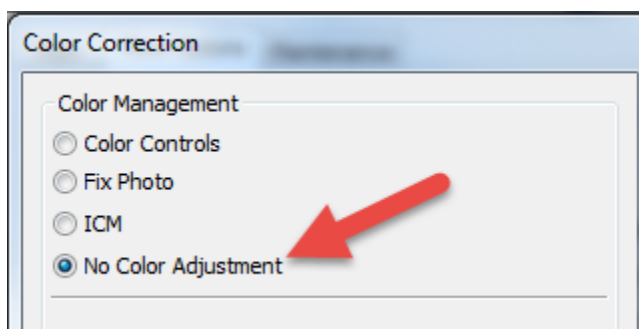 Color Correction
Color Management
Color Controls
Fix Photo
ICM
No Color Adjustment